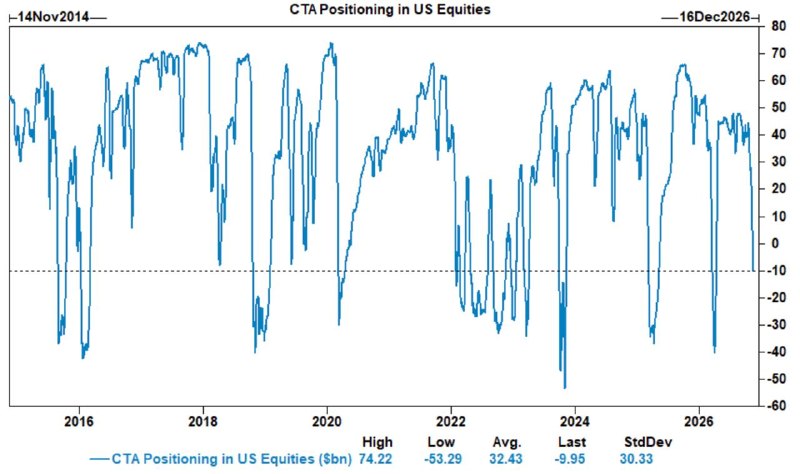 CTA Positioning in US Equities
14Nov2014
16Dec2026
80
70
60
50
40
30
20
10
0
-10
-20
-30
-40
-50
-60
2016 2018 2020 2022 2024 2026
High Low Avg. Last StdDev
CTA Positioning in US Equities ($bn) 74.22 -53.29 32.43 -9.95 30.33